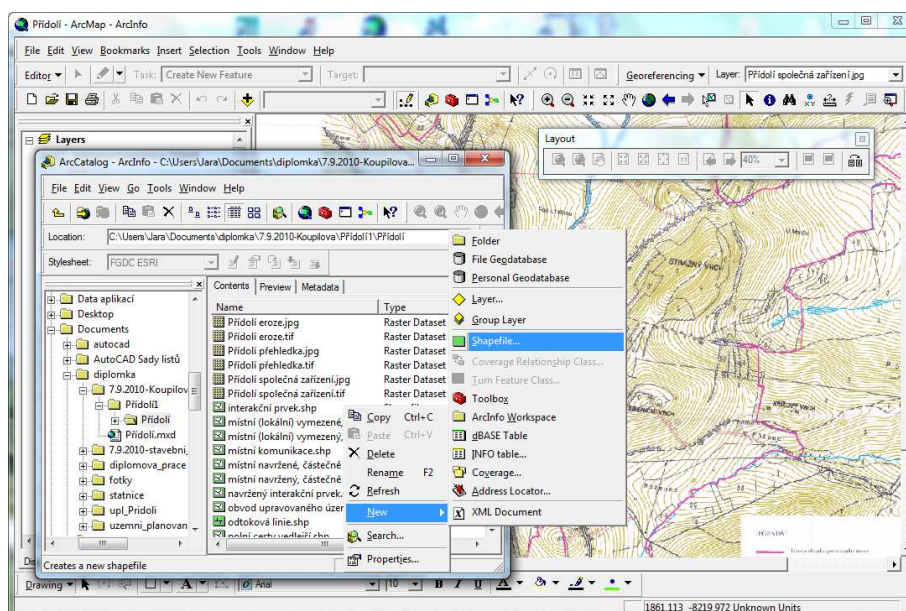 Přídolí - ArcMap - ArcInfo
File Edit View Bookmarks Insert Selection Tools Window Help
Editor Task: Create New Feature Target: Georeferencing Layer: Přídolí společná zařízení.jpg
Layers
Layout
40%
ArcCatalog - ArcInfo - C:\Users\Jara\Documents\diplomka\7.9.2010-Koupilova...
File Edit View Go Tools Window Help
Location: C:\Users\Jara\Documents\diplomka\7.9.2010-Koupilova\Přídolí1\Přídolí
Stylesheet: FGDC ESRI
Contents Preview Metadata
Name Type
Data aplikací
Desktop
Documents
autocad
AutoCAD Sady listů
diplomka
7.9.2010-Koupilov
Přídolí1
Přídolí
Přídolí.mxd
7.9.2010-stavebni_
diplomova_prace
fotky
statnice
upl_Pridoli
uzemni_planovan
Přídolí eroze.jpg Raster Dataset
Přídolí eroze.tif Raster Dataset
Přídolí přehledka.jpg Raster Dataset
Přídolí přehledka.tif Raster Dataset
Přídolí společná zařízení.jpg Raster Dataset
Přídolí společná zařízení.tif Raster Dataset
interakční prvek.shp
místní (lokální) vymezené,
místní (lokální) vymezený,
místní komunikace.shp
místní navržené, částečně
místní navržený, částečně
navržený interakční prvek.
obvod upravovaného úzer
odtoková linie.shp
polní cesty vedlejší.shp
Copy Ctrl+C
Paste Ctrl+V
Delete
Rename F2
Refresh
New
Search...
Properties...
Folder
File Geodatabase
Personal Geodatabase
Layer...
Group Layer
Shapefile...
Coverage Relationship Class...
Turn Feature Class...
Toolbox
ArcInfo Workspace
dBASE Table
INFO table...
Coverage...
Address Locator...
XML Document
STRÁŽNÝ VRCH
KŘÍŽOVÝ VRCH
LEGENDA:
Creates a new shapefile
Drawing A Arial 10 B I U A
1861,113 -8219,972 Unknown Units